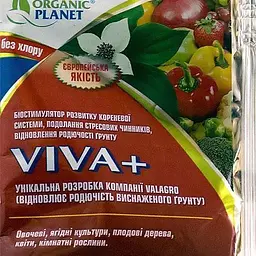 ORGANIC
PLANET
без хлору
ЄВРОПЕЙСЬКА
ЯКІСТЬ
БІОСТИМУЛЯТОР РОЗВИТКУ КОРЕНЕВОЇ
СИСТЕМИ, ПОДОЛАННЯ СТРЕСОВИХ ЧИННИКІВ,
ВІДНОВЛЕННЯ РОДЮЧОСТІ ҐРУНТУ
VIVA+
УНІКАЛЬНА РОЗРОБКА КОМПАНІЇ VALAGRO
(ВІДНОВЛЮЄ РОДЮЧІСТЬ ВИСНАЖЕНОГО ҐРУНТУ)
Овочеві, ягідні культури, плодові дерева,
квіти, кімнатні рослини.